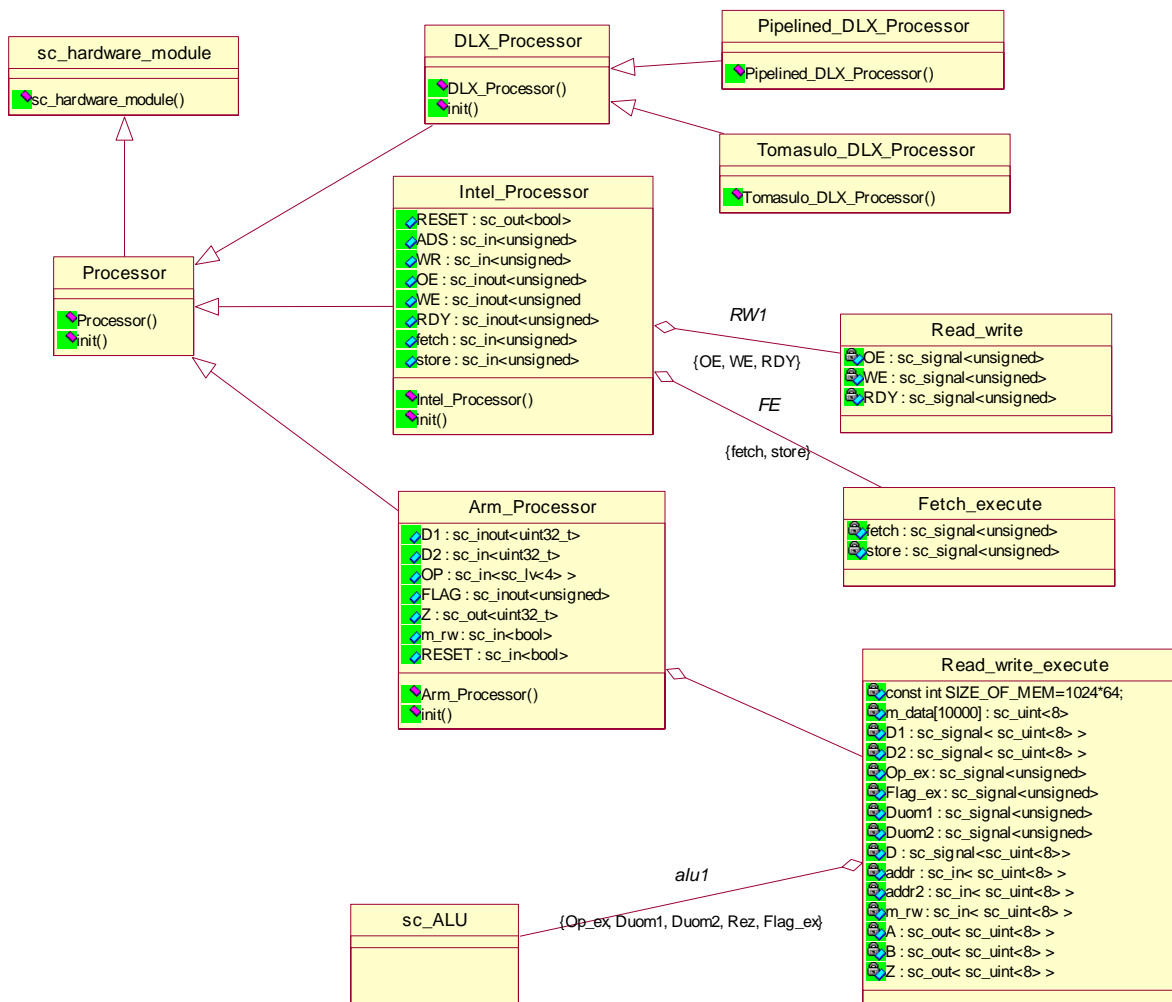 sc_hardware_module
sc_hardware_module()
DLX_Processor
DLX_Processor()
init()
Pipelined_DLX_Processor
Pipelined_DLX_Processor()
Tomasulo_DLX_Processor
Tomasulo_DLX_Processor()
Processor
Processor()
init()
Intel_Processor
RESET : sc_out<bool>
ADS : sc_in<unsigned>
WR : sc_in<unsigned>
OE : sc_inout<unsigned>
WE : sc_inout<unsigned
RDY : sc_inout<unsigned>
fetch : sc_in<unsigned>
store : sc_in<unsigned>
Intel_Processor()
init()
RW1
{OE, WE, RDY}
Read_write
OE : sc_signal<unsigned>
WE : sc_signal<unsigned>
RDY : sc_signal<unsigned>
FE
{fetch, store}
Fetch_execute
fetch : sc_signal<unsigned>
store : sc_signal<unsigned>
Arm_Processor
D1 : sc_inout<uint32_t>
D2 : sc_in<uint32_t>
OP : sc_in<sc_lv<4> >
FLAG : sc_inout<unsigned>
Z : sc_out<uint32_t>
m_rw : sc_in<bool>
RESET : sc_in<bool>
Arm_Processor()
init()
Read_write_execute
const int SIZE_OF_MEM=1024*64;
m_data[10000] : sc_uint<8>
D1 : sc_signal< sc_uint<8> >
D2 : sc_signal< sc_uint<8> >
Op_ex : sc_signal<unsigned>
Flag_ex : sc_signal<unsigned>
Duom1 : sc_signal<unsigned>
Duom2 : sc_signal<unsigned>
D : sc_signal<sc_uint<8>>
addr : sc_in< sc_uint<8> >
addr2 : sc_in< sc_uint<8> >
m_rw : sc_in< sc_uint<8> >
A : sc_out< sc_uint<8> >
B : sc_out< sc_uint<8> >
Z : sc_out< sc_uint<8> >
alu1
{Op_ex, Duom1, Duom2, Rez, Flag_ex}
sc_ALU